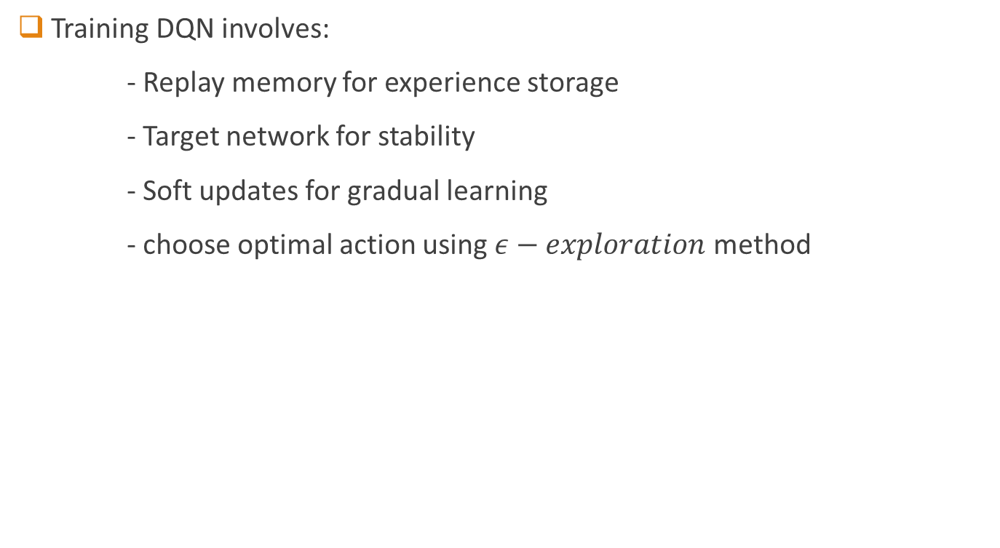 Training DQN involves:
- Replay memory for experience storage
- Target network for stability
- Soft updates for gradual learning
- choose optimal action using ϵ − exploration method